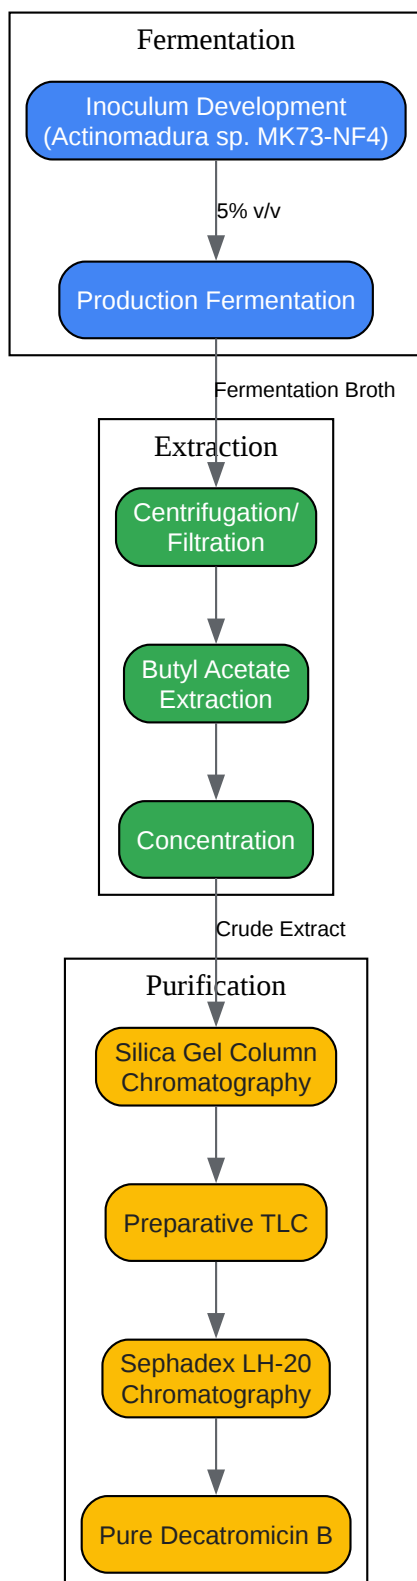 Fermentation
Inoculum Development
(Actinomadura sp. MK73-NF4)
5% v/v
Production Fermentation
Fermentation Broth
Extraction
Centrifugation/
Filtration
Butyl Acetate
Extraction
Concentration
Crude Extract
Purification
Silica Gel Column
Chromatography
Preparative TLC
Sephadex LH-20
Chromatography
Pure Decatromicin B